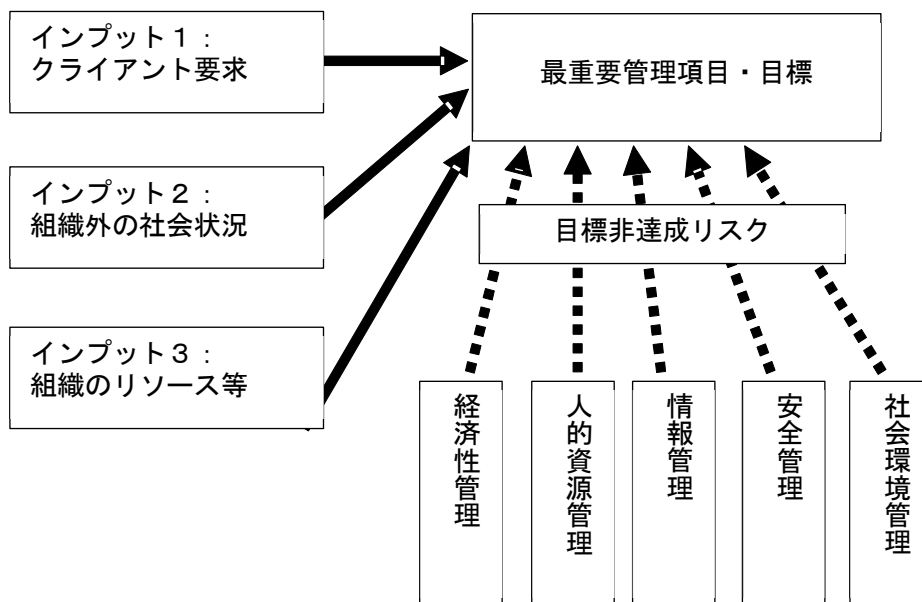 インプット１：
クライアント要求
最重要管理項目・目標
インプット２：
組織外の社会状況
目標非達成リスク
インプット３：
組織のリソース等
経済性管理
人的資源管理
情報管理
安全管理
社会環境管理